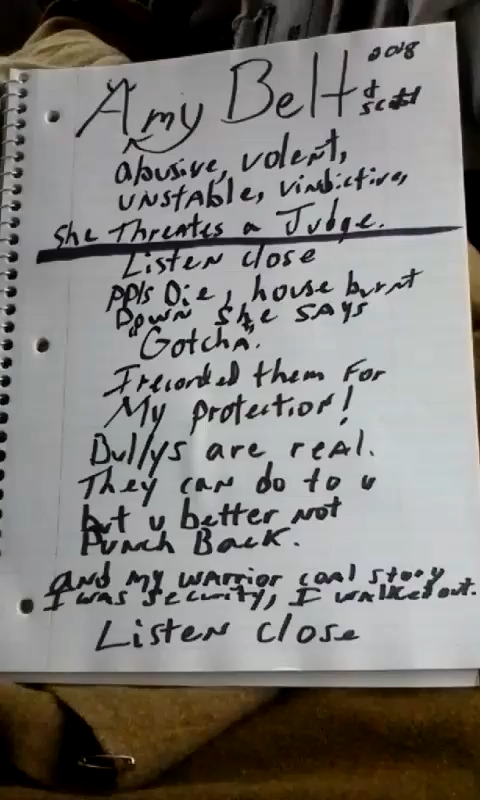 2018
Amy Belt & scott
abusive, volent,
unstable, vindictive,
She Threates a Judge.
Listen close
ppls Die, house burnt
Down she says
"Gotcha".
I recorded them for
My protection!
Bullys are real.
They can do to u
but u better not
Punch Back.
and my warrior coal story
I was security, I walked out.
Listen close